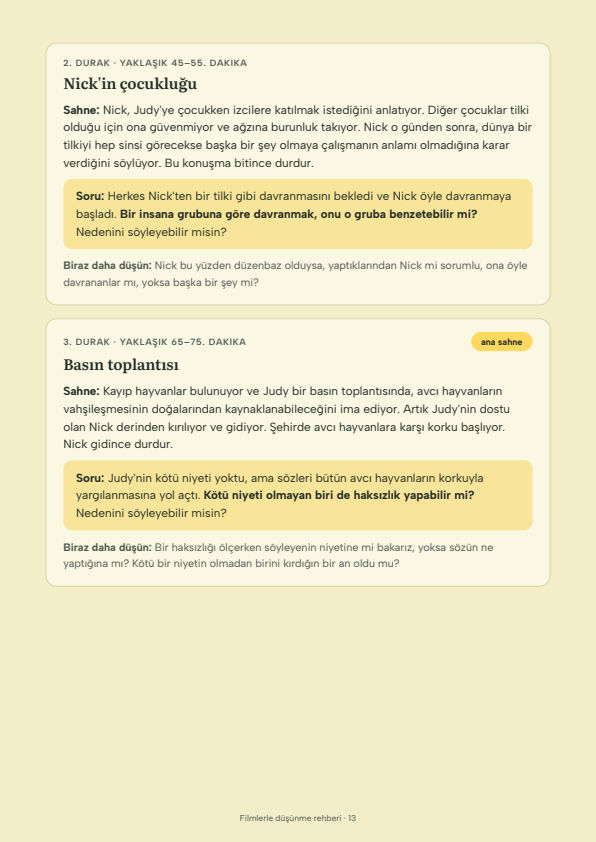 2. DURAK · YAKLAŞIK 45–55. DAKIKA
Nick'in çocukluğu
Sahne: Nick, Judy'ye çocukken izcilere katılmak istediğini anlatıyor. Diğer çocuklar tilki
olduğu için ona güvenmiyor ve ağzına burunluk takıyor. Nick o günden sonra, dünya bir
tilkiyi hep sinsi görecekse başka bir şey olmaya çalışmanın anlamı olmadığına karar
verdiğini söylüyor. Bu konuşma bitince durdur.
Soru: Herkes Nick'ten bir tilki gibi davranmasını bekledi ve Nick öyle davranmaya
başladı. Bir insana grubuna göre davranmak, onu o gruba benzetebilir mi?
Nedenini söyleyebilir misin?
Biraz daha düşün: Nick bu yüzden düzenbaz olduysa, yaptıklarından Nick mi sorumlu, ona öyle
davrananlar mı, yoksa başka bir şey mi?
3. DURAK · YAKLAŞIK 65–75. DAKIKA
ana sahne
Basın toplantısı
Sahne: Kayıp hayvanlar bulunuyor ve Judy bir basın toplantısında, avcı hayvanların
vahşileşmesinin doğalarından kaynaklanabileceğini ima ediyor. Artık Judy'nin dostu
olan Nick derinden kırılıyor ve gidiyor. Şehirde avcı hayvanlara karşı korku başlıyor.
Nick gidince durdur.
Soru: Judy'nin kötü niyeti yoktu, ama sözleri bütün avcı hayvanların korkuyla
yargılanmasına yol açtı. Kötü niyeti olmayan biri de haksızlık yapabilir mi?
Nedenini söyleyebilir misin?
Biraz daha düşün: Bir haksızlığı ölçerken söyleyenin niyetine mi bakarız, yoksa sözün ne
yaptığına mı? Kötü bir niyetin olmadan birini kırdığın bir an oldu mu?
Filmlerle düşünme rehberi · 13